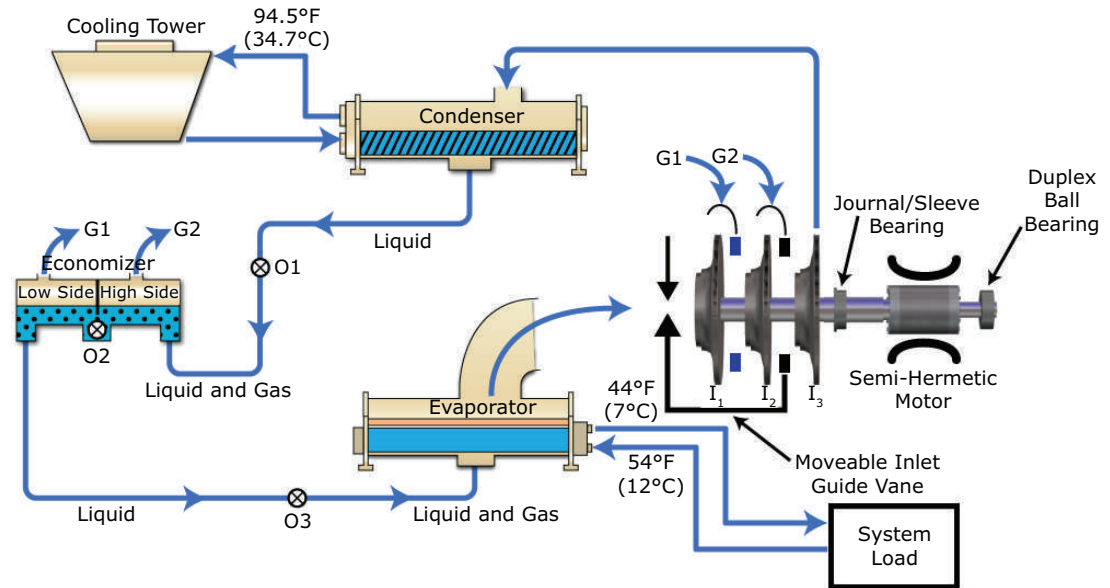 Cooling Tower
94.5°F
(34.7°C)
Condenser
G1
G2
Journal/Sleeve
Bearing
Duplex
Ball
Bearing
Liquid
G1
G2
Economizer
Low Side
High Side
O1
O2
Liquid and Gas
Evaporator
44°F
(7°C)
I₁
I₂
I₃
Semi-Hermetic
Motor
54°F
(12°C)
Moveable Inlet
Guide Vane
Liquid
O3
Liquid and Gas
System
Load